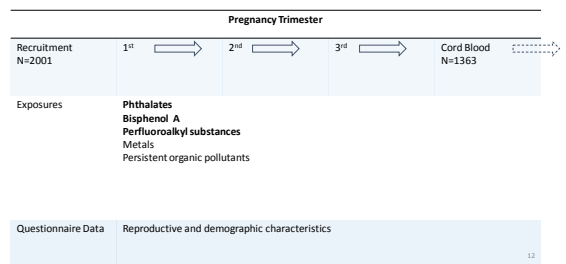 Pregnancy Trimester
Recruitment
N=2001
1st
2nd
3rd
Cord Blood
N=1363
Exposures
Phthalates
Bisphenol A
Perfluoroalkyl substances
Metals
Persistent organic pollutants
Questionnaire Data
Reproductive and demographic characteristics
12